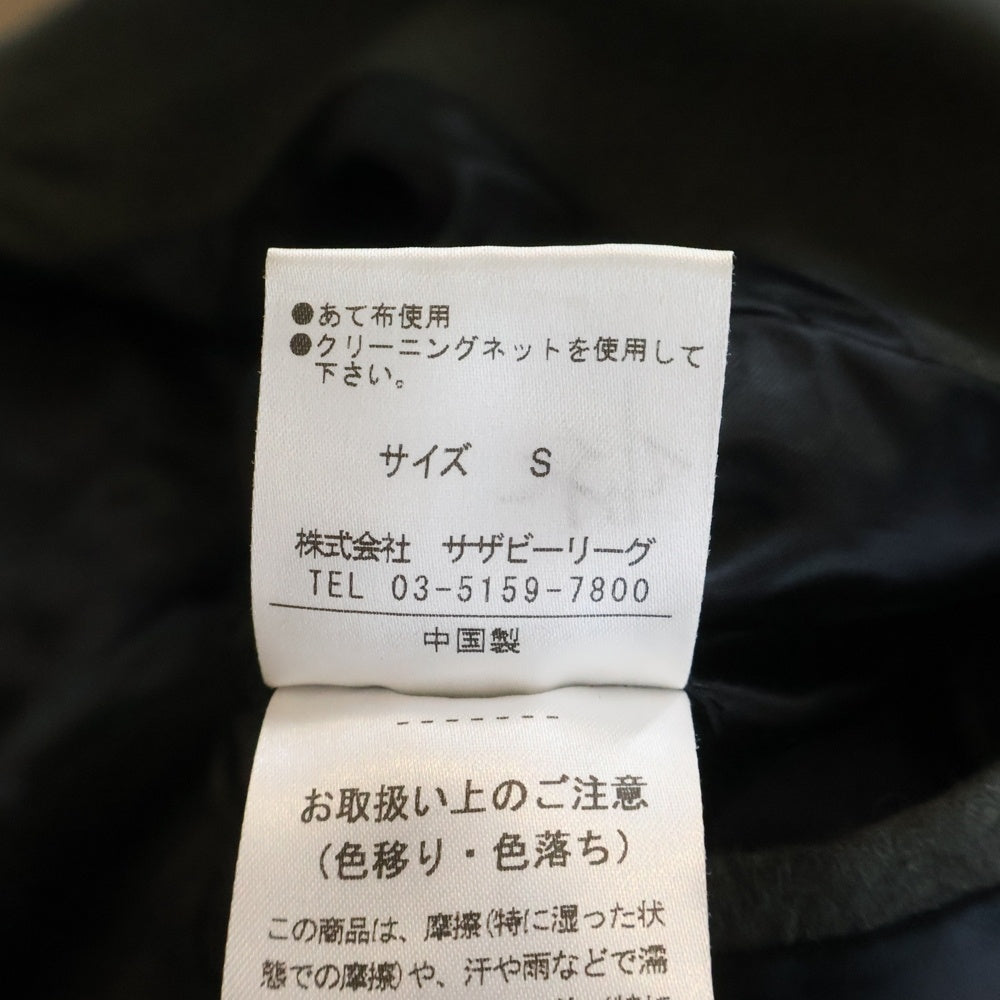 ●あて布使用
●クリーニングネットを使用して
下さい。
サイズ S
株式会社 サザビーリーグ
TEL 03-5159-7800
中国製
-------
お取扱い上のご注意
(色移り・色落ち)
この商品は、摩擦(特に湿った状
態での摩擦)や、汗や雨などで濡